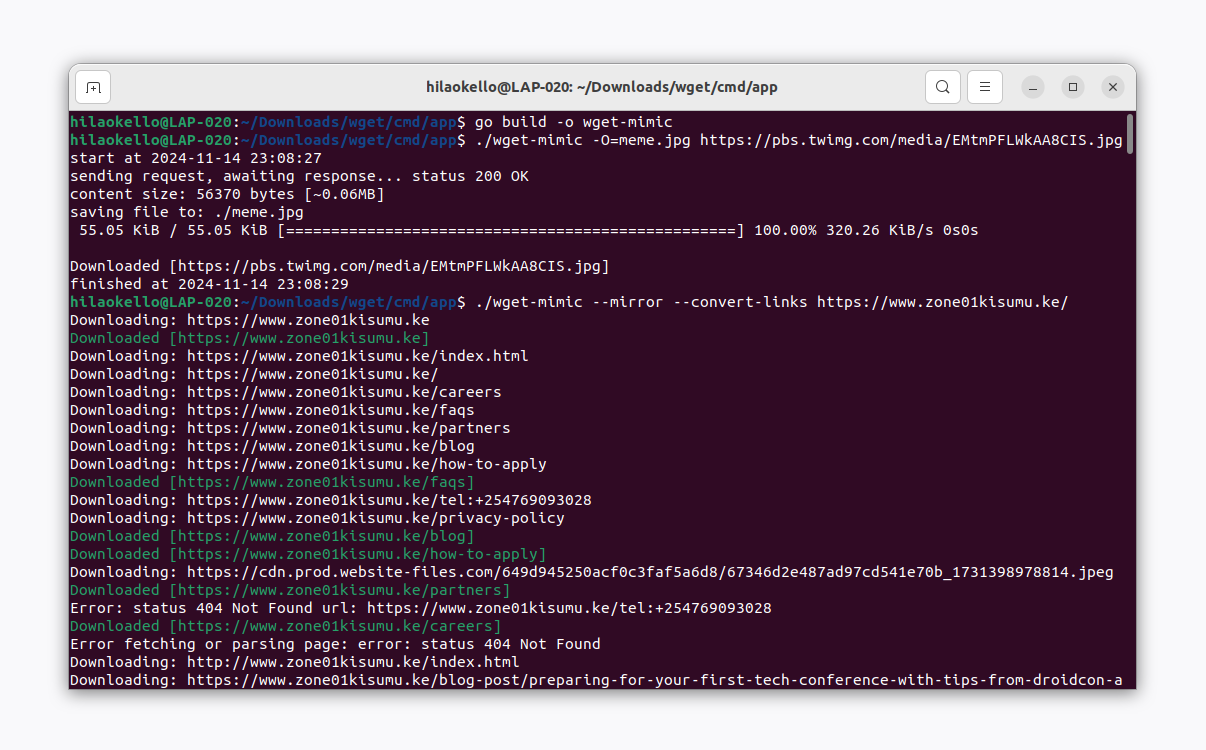 hilaokello@LAP-020: ~/Downloads/wget/cmd/app
hilaokello@LAP-020:~/Downloads/wget/cmd/app$ go build -o wget-mimic
hilaokello@LAP-020:~/Downloads/wget/cmd/app$ ./wget-mimic -O=meme.jpg https://pbs.twimg.com/media/EMtmPFLWkAA8CIS.jpg
start at 2024-11-14 23:08:27
sending request, awaiting response... status 200 OK
content size: 56370 bytes [~0.06MB]
saving file to: ./meme.jpg
55.05 KiB / 55.05 KiB [==================================================] 100.00% 320.26 KiB/s 0s0s
Downloaded [https://pbs.twimg.com/media/EMtmPFLWkAA8CIS.jpg]
finished at 2024-11-14 23:08:29
hilaokello@LAP-020:~/Downloads/wget/cmd/app$ ./wget-mimic --mirror --convert-links https://www.zone01kisumu.ke/
Downloading: https://www.zone01kisumu.ke
Downloaded [https://www.zone01kisumu.ke]
Downloading: https://www.zone01kisumu.ke/index.html
Downloading: https://www.zone01kisumu.ke/
Downloading: https://www.zone01kisumu.ke/careers
Downloading: https://www.zone01kisumu.ke/faqs
Downloading: https://www.zone01kisumu.ke/partners
Downloading: https://www.zone01kisumu.ke/blog
Downloading: https://www.zone01kisumu.ke/how-to-apply
Downloaded [https://www.zone01kisumu.ke/faqs]
Downloading: https://www.zone01kisumu.ke/tel:+254769093028
Downloading: https://www.zone01kisumu.ke/privacy-policy
Downloaded [https://www.zone01kisumu.ke/blog]
Downloaded [https://www.zone01kisumu.ke/how-to-apply]
Downloading: https://cdn.prod.website-files.com/649d945250acf0c3faf5a6d8/67346d2e487ad97cd541e70b_1731398978814.jpeg
Downloaded [https://www.zone01kisumu.ke/partners]
Error: status 404 Not Found url: https://www.zone01kisumu.ke/tel:+254769093028
Downloaded [https://www.zone01kisumu.ke/careers]
Error fetching or parsing page: error: status 404 Not Found
Downloading: http://www.zone01kisumu.ke/index.html
Downloading: https://www.zone01kisumu.ke/blog-post/preparing-for-your-first-tech-conference-with-tips-from-droidcon-a